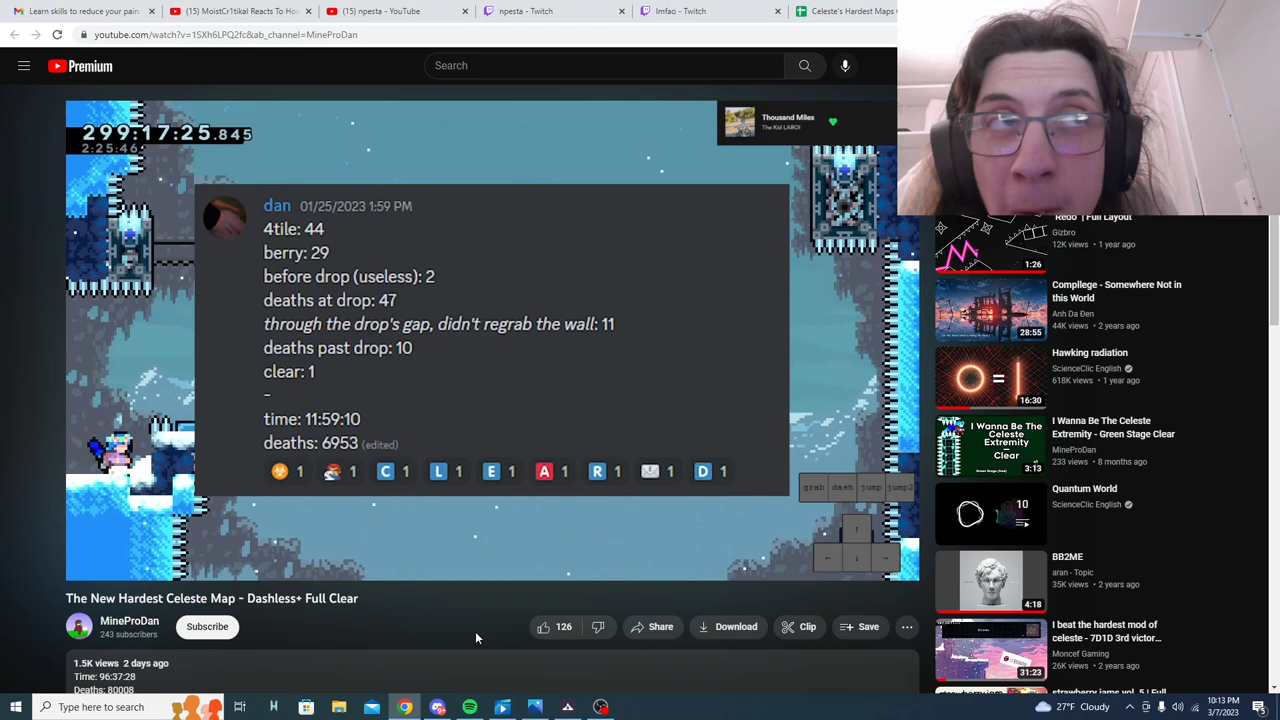 Learn something
(15) MoistCr1tikal Reacts To Ho
(15) npesta - YouTube
npesta - Twitch
lmfao - Twitch
Celeste's Hardest Maps
youtube.com/watch?v=1SXh6LPQ2fc&ab_channel=MineProDan
Premium
Search
299:17:25.845
2:25:46
Thousand Miles
The Kid LAROI
dan 01/25/2023 1:59 PM
4tile: 44
berry: 29
before drop (useless): 2
deaths at drop: 47
through the drop's gap, didn't regrab the wall: 11
deaths past drop: 10
clear: 1
–
time: 11:59:10
deaths: 6953 (edited)
1 1 C 1 L 1 E 1 A 1 R 1 1 D 1
grab dash jump jump2
↑
← ↓ →
The New Hardest Celeste Map - Dashless+ Full Clear
MineProDan
243 subscribers
Subscribe
126
Share
Download
Clip
Save
1.5K views 2 days ago
Time: 96:37:28
Deaths: 80008
"Redo" | Full Layout
Gizbro
12K views • 1 year ago
1:26
Compllege - Somewhere Not in
this World
Anh Da Đen
44K views • 2 years ago
28:55
Hawking radiation
ScienceClic English
618K views • 1 year ago
16:30
I Wanna Be The Celeste
Extremity - Green Stage Clear
MineProDan
233 views • 8 months ago
I Wanna Be The
Celeste
Extremity
–
Clear
Green Stage (free)
3:13
Quantum World
ScienceClic English
10
BB2ME
aran - Topic
35K views • 2 years ago
4:18
I beat the hardest mod of
celeste - 7D1D 3rd victor…
Moncef Gaming
26K views • 2 years ago
31:23
strawberry jams vol. 5 | Full
Type here to search
27°F Cloudy
10:13 PM
3/7/2023
5